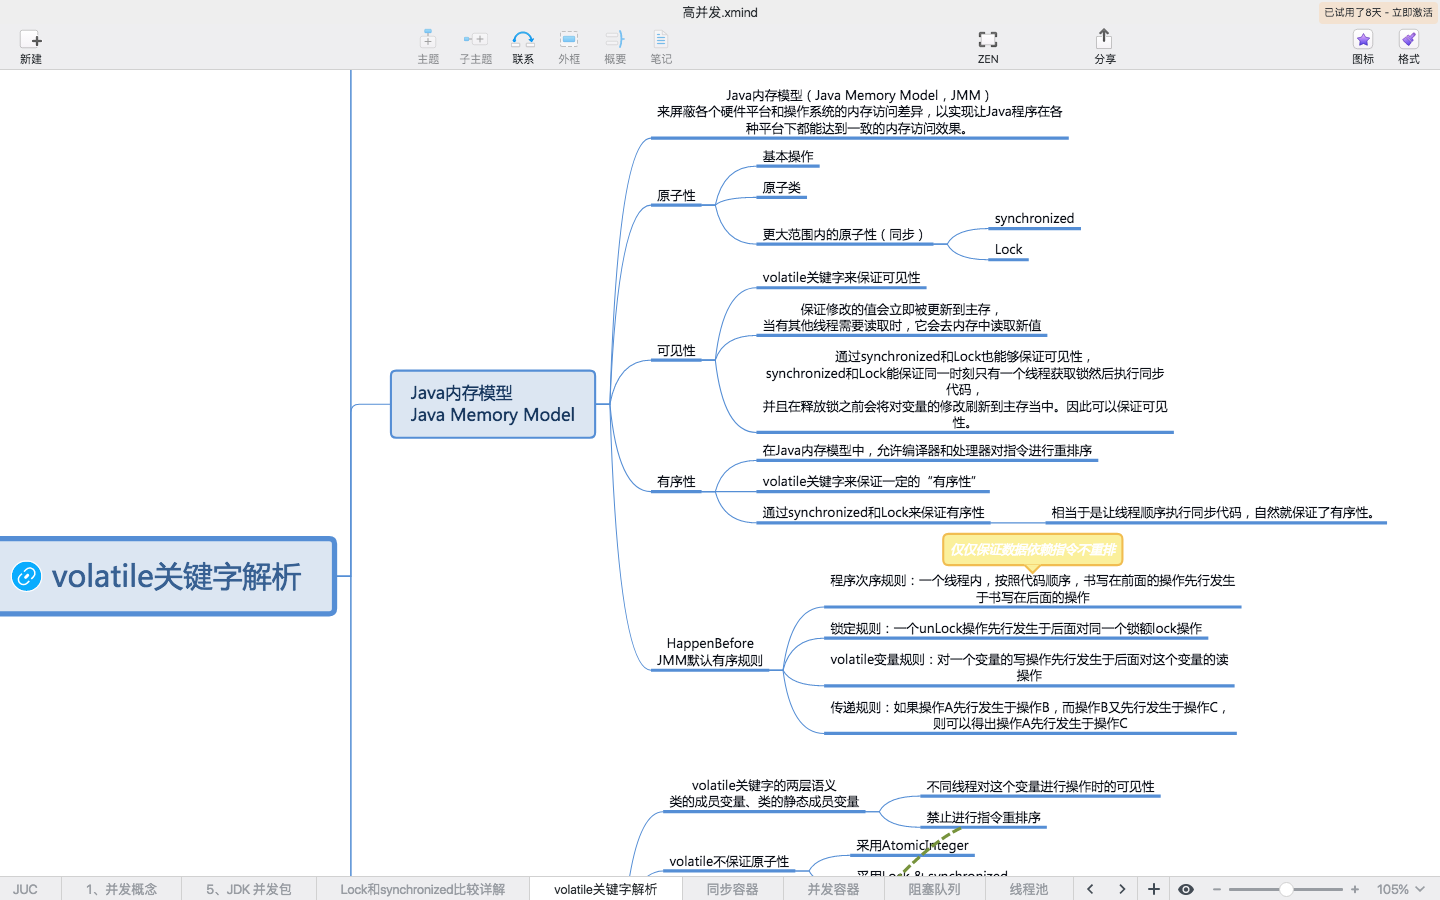 高并发.xmind
已试用了8天 - 立即激活
新建
主题
子主题
联系
外框
概要
笔记
ZEN
分享
图标
格式
Java内存模型（Java Memory Model，JMM）
来屏蔽各个硬件平台和操作系统的内存访问差异，以实现让Java程序在各
种平台下都能达到一致的内存访问效果。
原子性
基本操作
原子类
更大范围内的原子性（同步）
synchronized
Lock
可见性
volatile关键字来保证可见性
保证修改的值会立即被更新到主存，
当有其他线程需要读取时，它会去内存中读取新值
通过synchronized和Lock也能够保证可见性，
synchronized和Lock能保证同一时刻只有一个线程获取锁然后执行同步
代码，
并且在释放锁之前会将对变量的修改刷新到主存当中。因此可以保证可见
性。
Java内存模型
Java Memory Model
有序性
在Java内存模型中，允许编译器和处理器对指令进行重排序
volatile关键字来保证一定的“有序性”
通过synchronized和Lock来保证有序性
相当于是让线程顺序执行同步代码，自然就保证了有序性。
volatile关键字解析
仅仅保证数据依赖指令不重排
HappenBefore
JMM默认有序规则
程序次序规则：一个线程内，按照代码顺序，书写在前面的操作先行发生
于书写在后面的操作
锁定规则：一个unLock操作先行发生于后面对同一个锁额lock操作
volatile变量规则：对一个变量的写操作先行发生于后面对这个变量的读
操作
传递规则：如果操作A先行发生于操作B，而操作B又先行发生于操作C，
则可以得出操作A先行发生于操作C
volatile关键字的两层语义
类的成员变量、类的静态成员变量
不同线程对这个变量进行操作时的可见性
禁止进行指令重排序
volatile不保证原子性
采用AtomicInteger
采用Lock & synchronized
JUC
1、并发概念
5、JDK 并发包
Lock和synchronized比较详解
volatile关键字解析
同步容器
并发容器
阻塞队列
线程池
105%